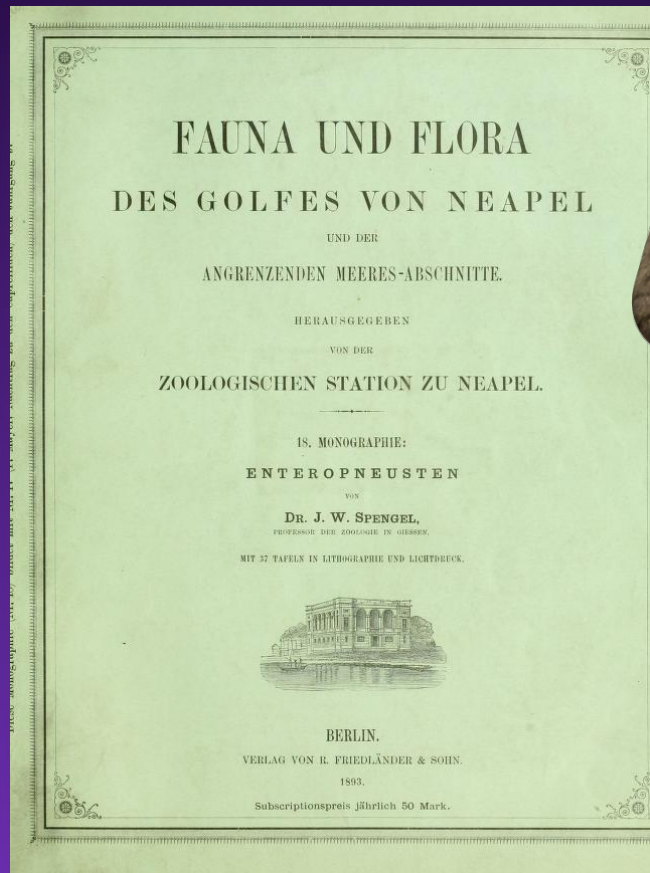 FAUNA UND FLORA
DES GOLFES VON NEAPEL
UND DER
ANGRENZENDEN MEERES-ABSCHNITTE.
HERAUSGEGEBEN
VON DER
ZOOLOGISCHEN STATION ZU NEAPEL.
18. MONOGRAPHIE:
ENTEROPNEUSTEN
VON
DR. J. W. SPENGEL,
PROFESSOR DER ZOOLOGIE IN GIESSEN.
MIT 37 TAFELN IN LITHOGRAPHIE UND LICHTDRUCK.
BERLIN.
VERLAG VON R. FRIEDLÄNDER & SOHN.
1893.
Subscriptionspreis jährlich 50 Mark.